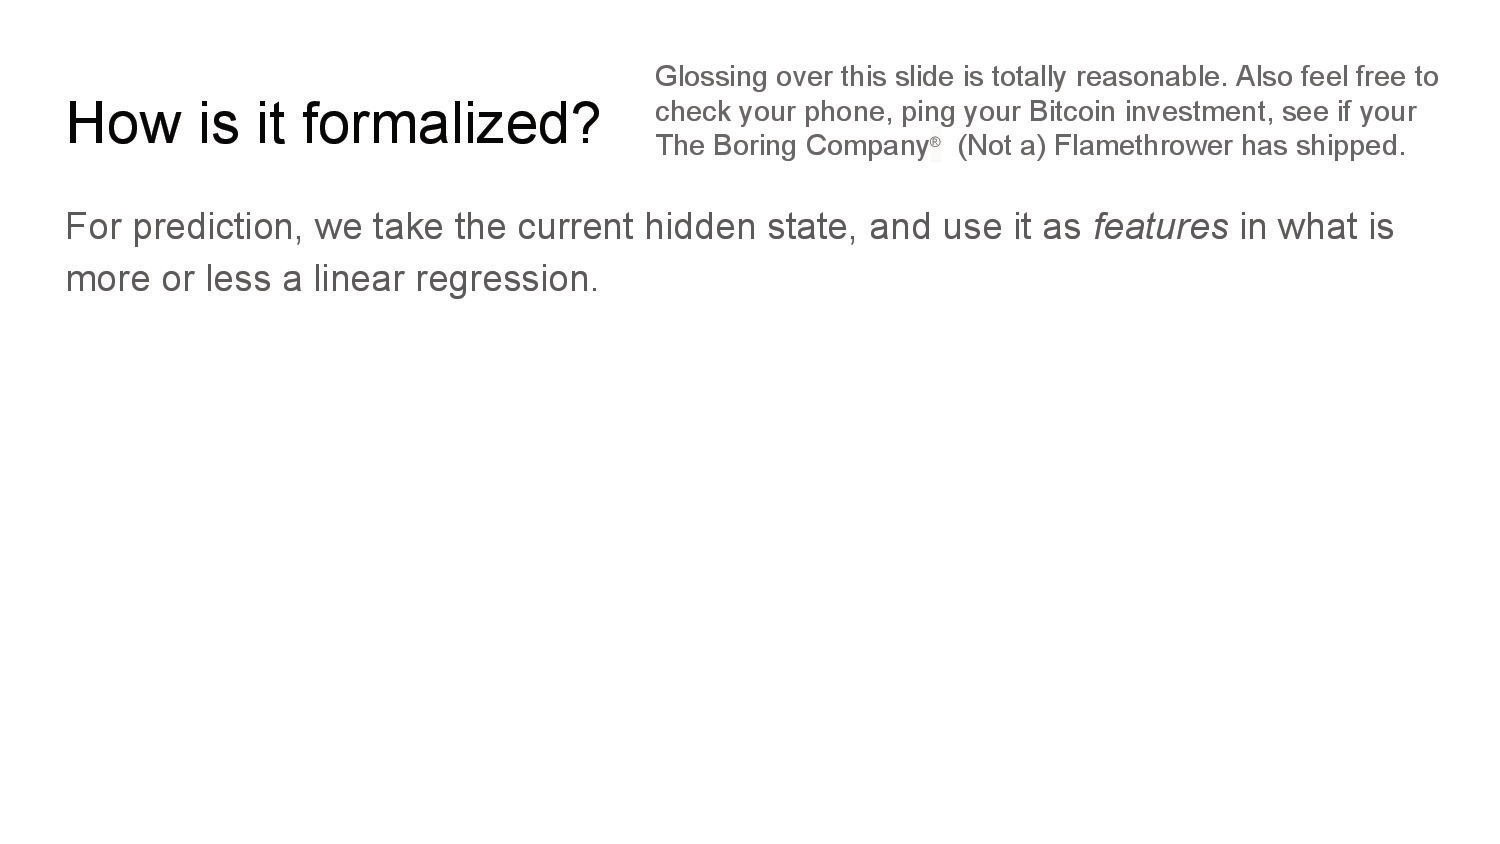 How is it formalized?
Glossing over this slide is totally reasonable. Also feel free to
check your phone, ping your Bitcoin investment, see if your
The Boring Company® (Not a) Flamethrower has shipped.
For prediction, we take the current hidden state, and use it as features in what is
more or less a linear regression.